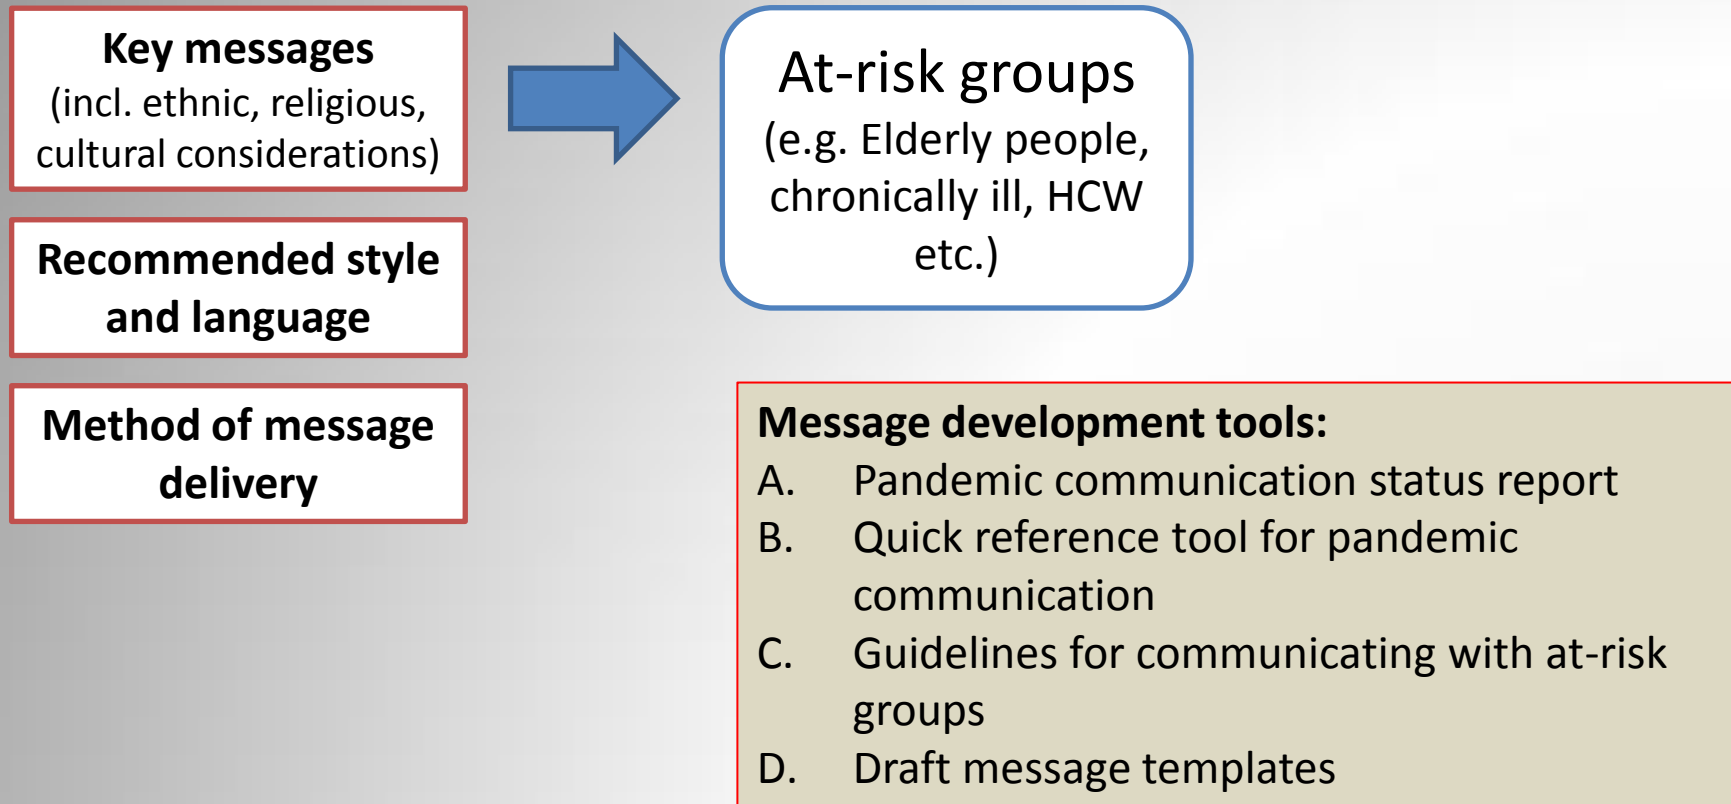 Key messages
(incl. ethnic, religious,
cultural considerations)
Recommended style
and language
Method of message
delivery
At-risk groups
(e.g. Elderly people,
chronically ill, HCW
etc.)
Message development tools:
A. Pandemic communication status report
B. Quick reference tool for pandemic
communication
C. Guidelines for communicating with at-risk
groups
D. Draft message templates